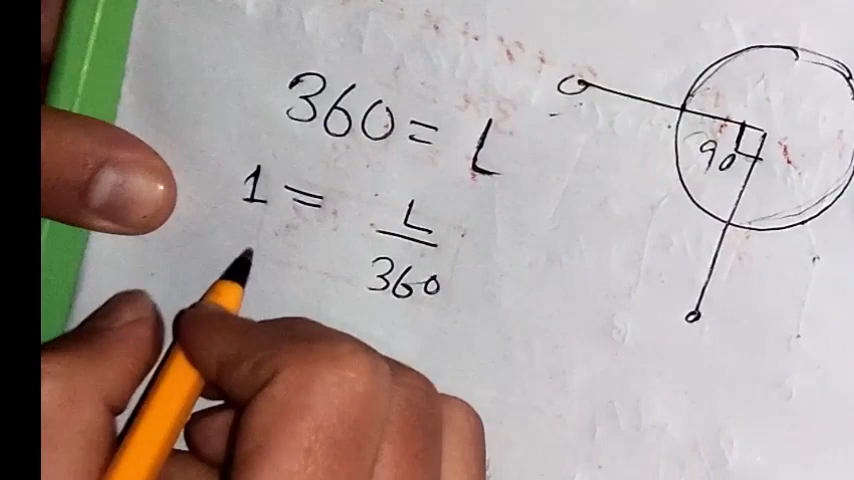 360 = L
1 = L/360
90